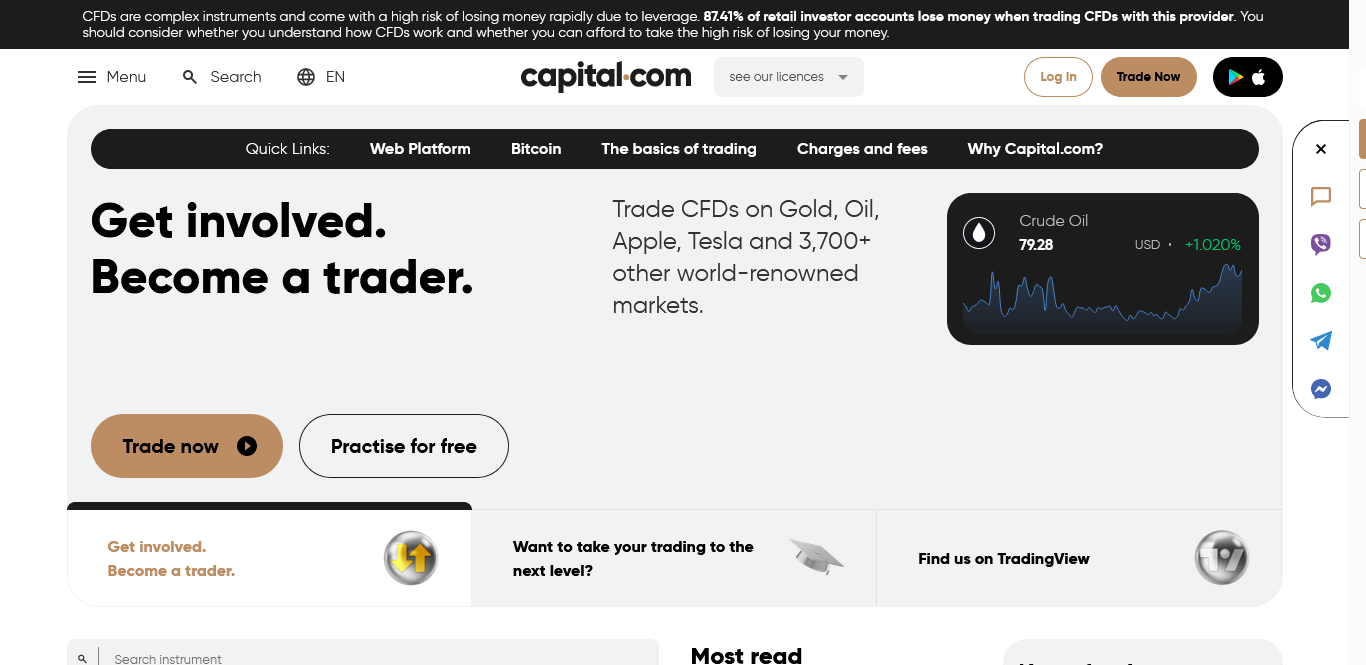 CFDs are complex instruments and come with a high risk of losing money rapidly due to leverage. 87.41% of retail investor accounts lose money when trading CFDs with this provider. You
should consider whether you understand how CFDs work and whether you can afford to take the high risk of losing your money.
Menu Search EN capital.com see our licences Log In Trade Now
Quick Links: Web Platform Bitcoin The basics of trading Charges and fees Why Capital.com?
Get involved.
Become a trader.
Trade CFDs on Gold, Oil,
Apple, Tesla and 3,700+
other world-renowned
markets.
Crude Oil
79.28 USD • +1.020%
Trade now Practise for free
Get involved.
Become a trader.
Want to take your trading to the
next level?
Find us on TradingView
Search instrument
Most read